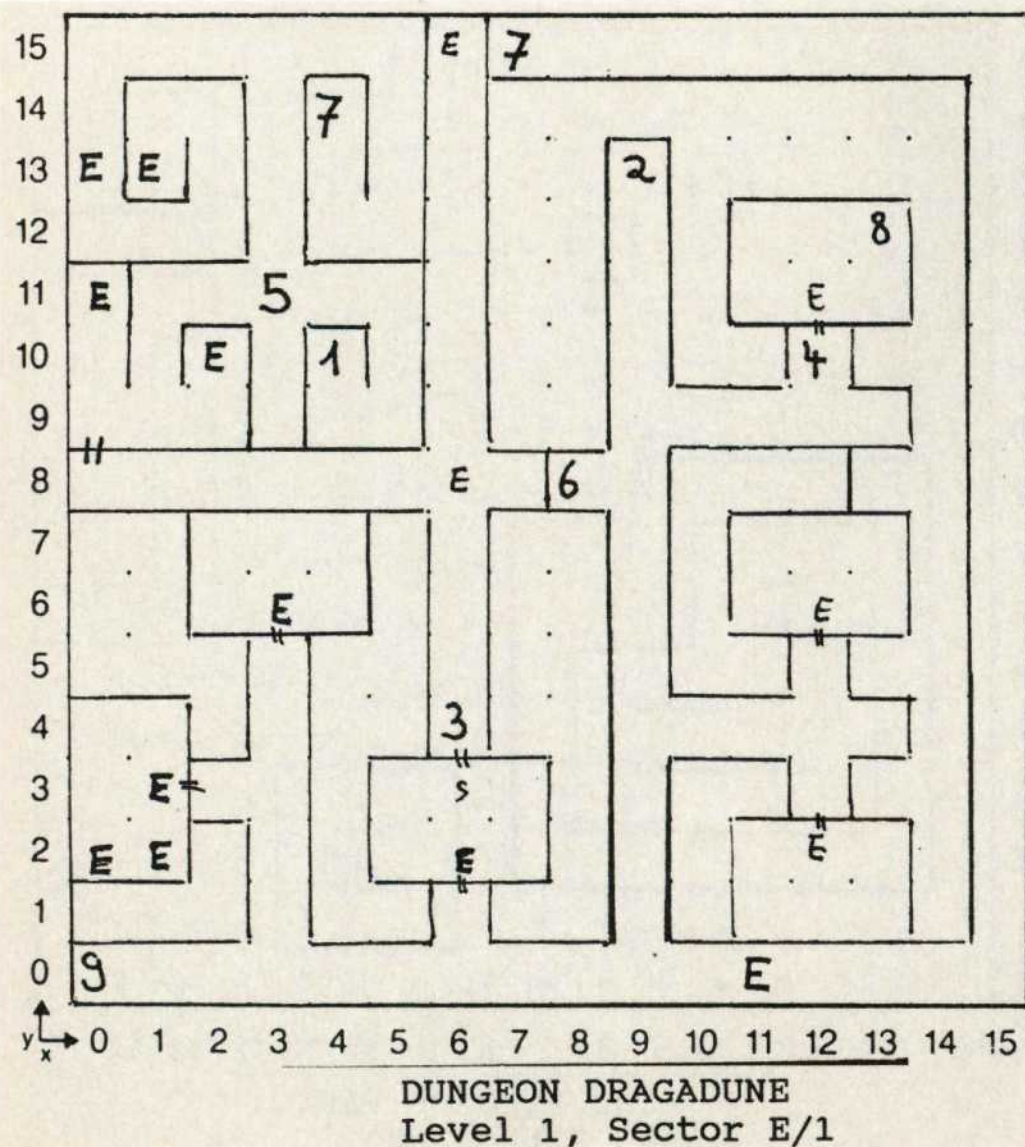 15 E 7
14 7
13 E E 2
12 8
11 E 5 E
10 E 1 4
9
8 E 6
7
6 E E
5
4 3
3 E S
2 E E E E
1
0 9 E
y x 0 1 2 3 4 5 6 7 8 9 10 11 12 13 14 15
DUNGEON DRAGADUNE
Level 1, Sector E/1